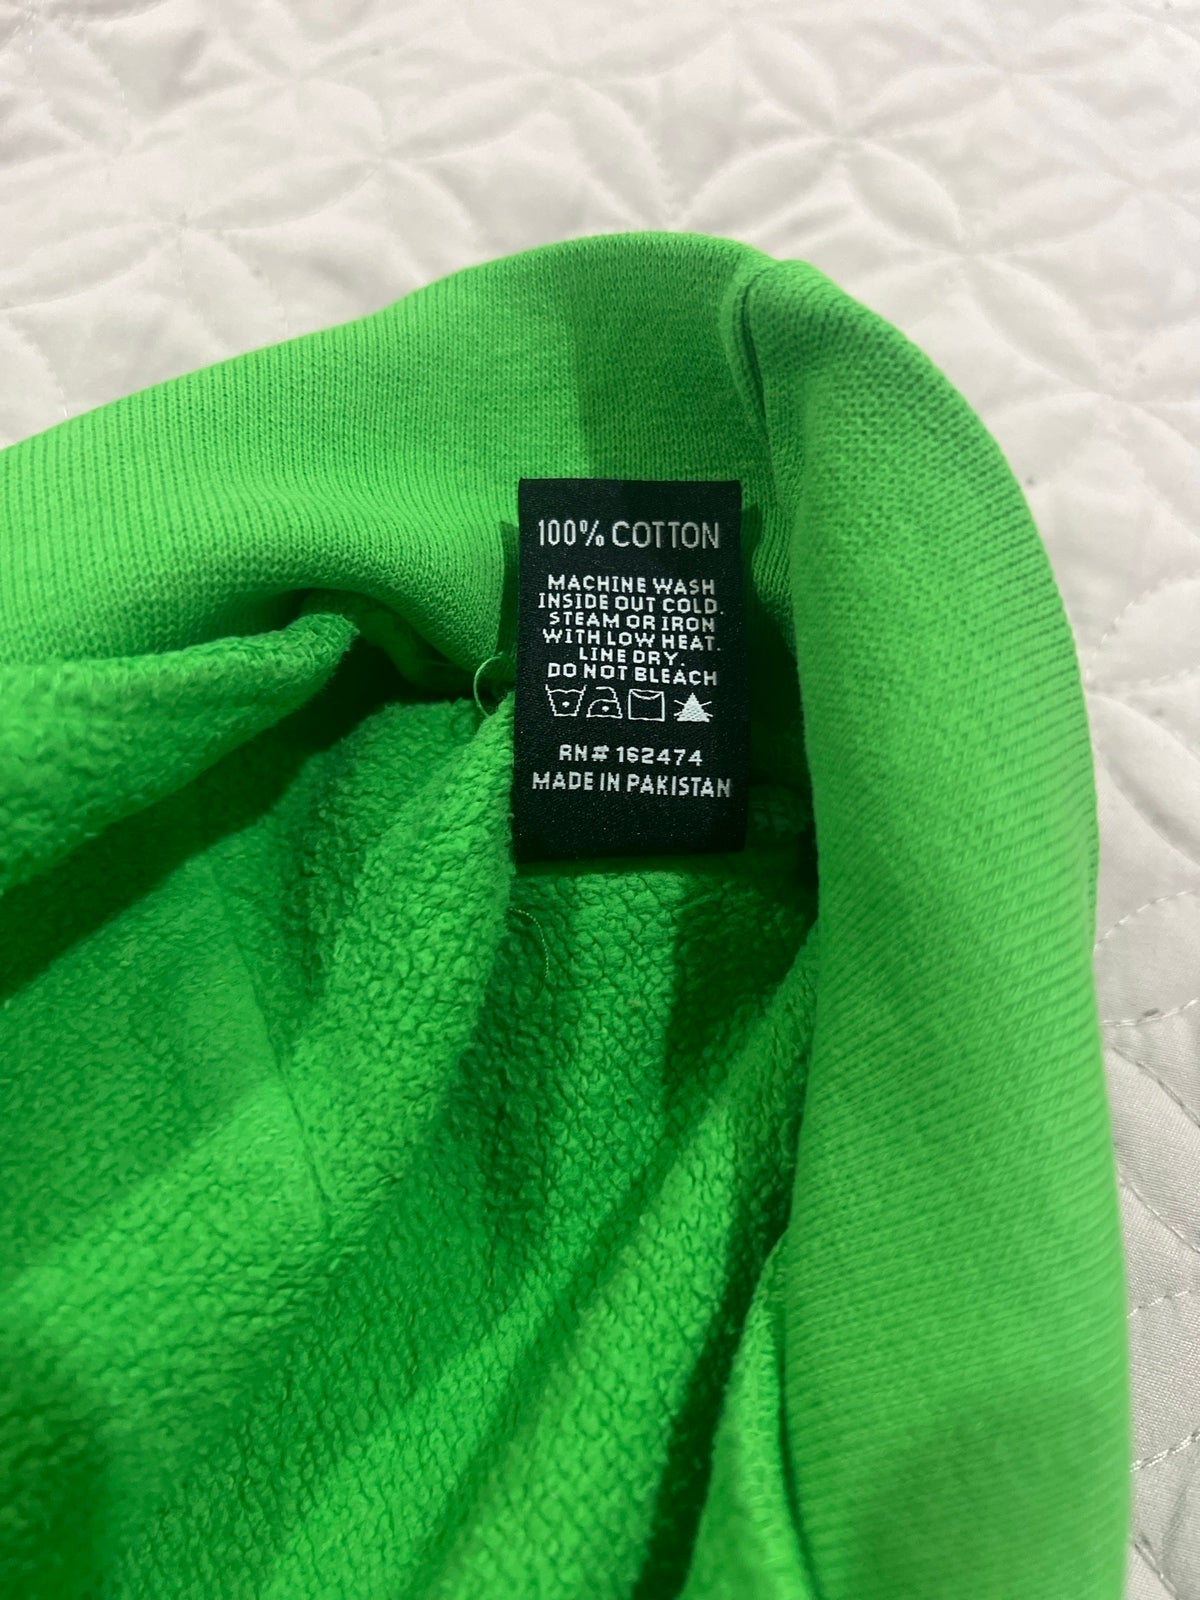 100% COTTON
MACHINE WASH
INSIDE OUT COLD.
STEAM OR IRON
WITH LOW HEAT.
LINE DRY.
DO NOT BLEACH
RN# 162474
MADE IN PAKISTAN